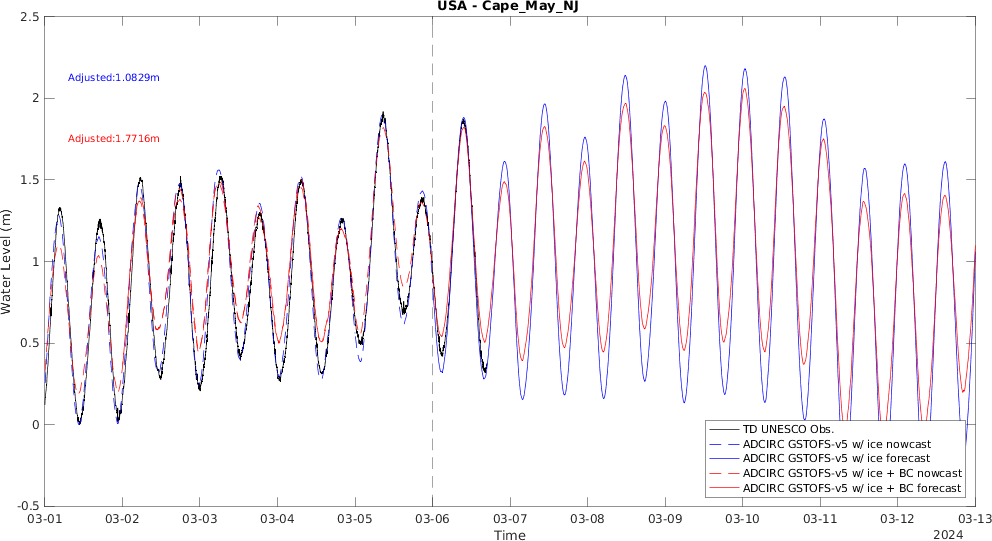 USA - Cape_May_NJ
2.5
2
1.5
1
0.5
0
-0.5
Water Level (m)
Adjusted:1.0829m
Adjusted:1.7716m
TD UNESCO Obs.
ADCIRC GSTOFS-v5 w/ ice nowcast
ADCIRC GSTOFS-v5 w/ ice forecast
ADCIRC GSTOFS-v5 w/ ice + BC nowcast
ADCIRC GSTOFS-v5 w/ ice + BC forecast
03-01 03-02 03-03 03-04 03-05 03-06 03-07 03-08 03-09 03-10 03-11 03-12 03-13
Time
2024